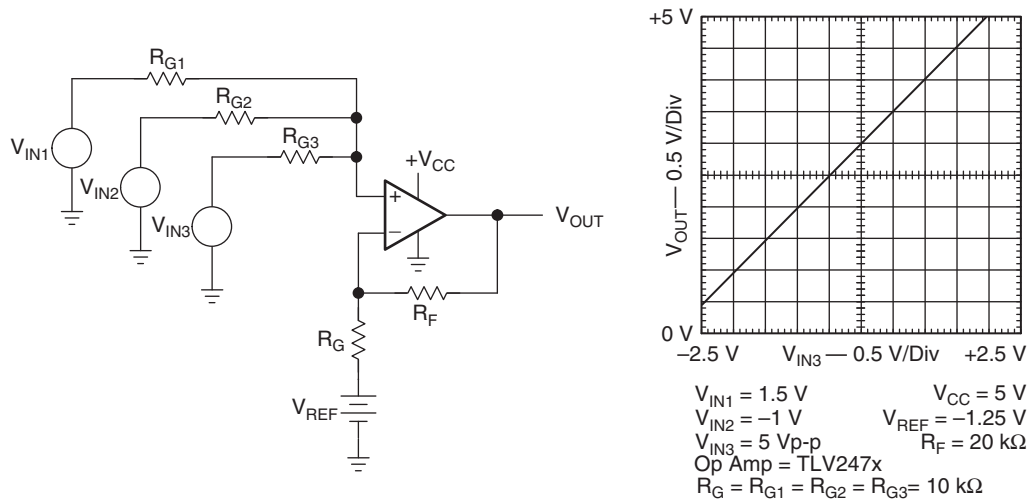 R_G1
R_G2
R_G3
V_IN1
V_IN2
V_IN3
+V_CC
+
−
V_OUT
R_F
R_G
V_REF
+5 V
V_OUT — 0.5 V/Div
0 V
−2.5 V V_IN3 — 0.5 V/Div +2.5 V
V_IN1 = 1.5 V V_CC = 5 V
V_IN2 = −1 V V_REF = −1.25 V
V_IN3 = 5 Vp-p R_F = 20 kΩ
Op Amp = TLV247x
R_G = R_G1 = R_G2 = R_G3= 10 kΩ